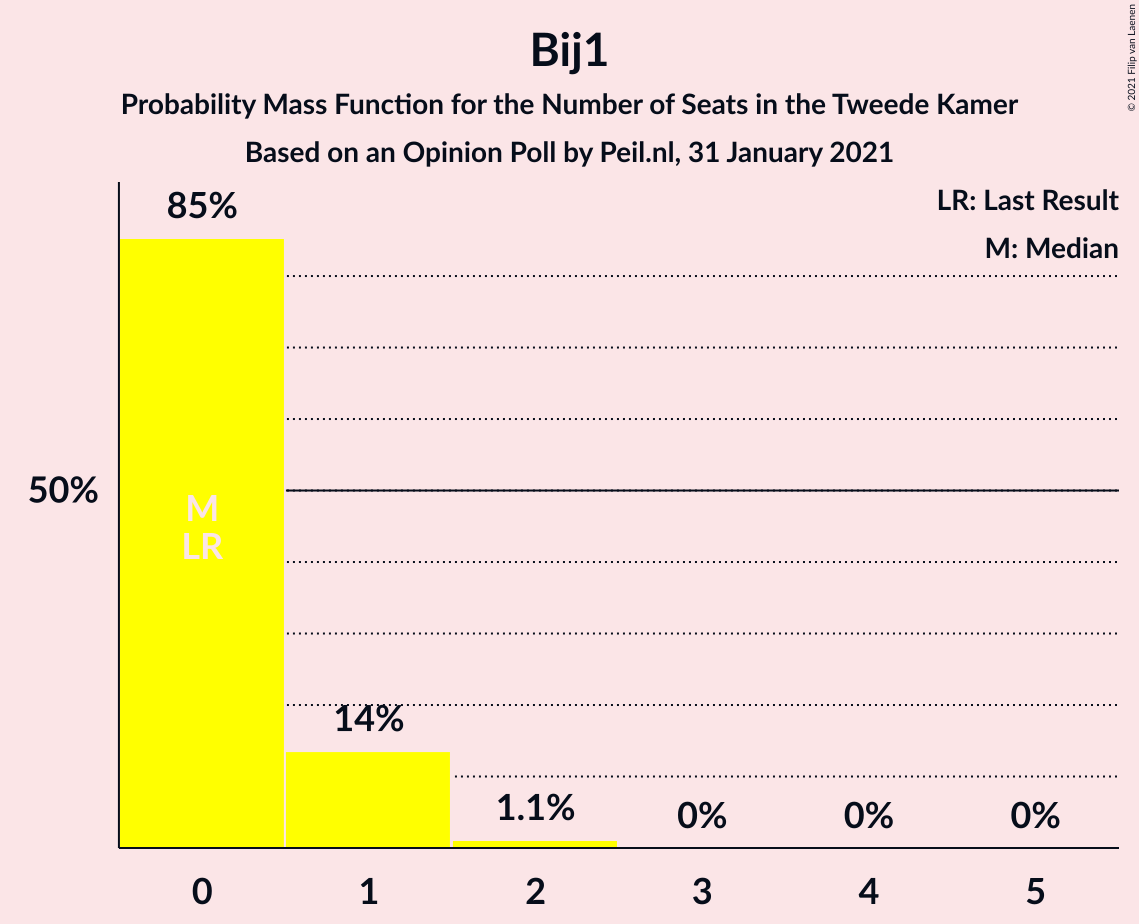 Bij1
Probability Mass Function for the Number of Seats in the Tweede Kamer
Based on an Opinion Poll by Peil.nl, 31 January 2021
© 2021 Filip van Laenen
LR: Last Result
M: Median
85%
50%
M
LR
14%
1.1%
0%
0%
0%
0
1
2
3
4
5